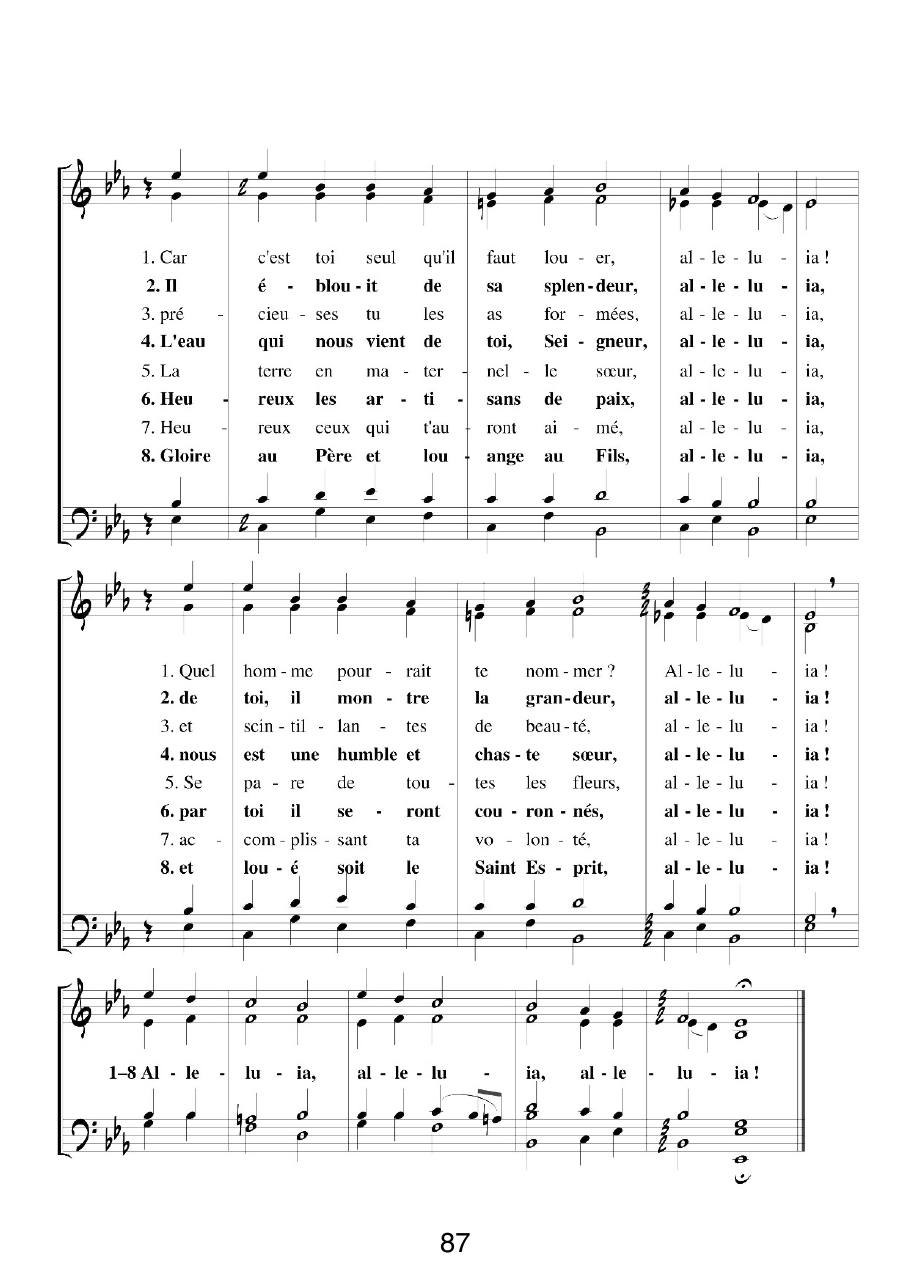 1. Car c'est toi seul qu'il faut lou - er, al - le - lu - ia !
2. Il é - blou - it de sa splen - deur, al - le - lu - ia,
3. pré - cieu - ses tu les as for - mées, al - le - lu - ia,
4. L'eau qui nous vient de toi, Sei - gneur, al - le - lu - ia,
5. La terre en ma - ter - nel - le sœur, al - le - lu - ia,
6. Heu - reux les ar - ti - sans de paix, al - le - lu - ia,
7. Heu - reux ceux qui t'au - ront ai - mé, al - le - lu - ia,
8. Gloire au Père et lou - ange au Fils, al - le - lu - ia,
1. Quel hom - me pour - rait te nom - mer ? Al - le - lu - ia !
2. de toi, il mon - tre la gran - deur, al - le - lu - ia !
3. et scin - til - lan - tes de beau - té, al - le - lu - ia !
4. nous est une humble et chas - te sœur, al - le - lu - ia !
5. Se pa - re de tou - tes les fleurs, al - le - lu - ia !
6. par toi il se - ront cou - ron - nés, al - le - lu - ia !
7. ac - com - plis - sant ta vo - lon - té, al - le - lu - ia !
8. et lou - é soit le Saint Es - prit, al - le - lu - ia !
1–8 Al - le - lu - ia, al - le - lu - ia, al - le - lu - ia !
87